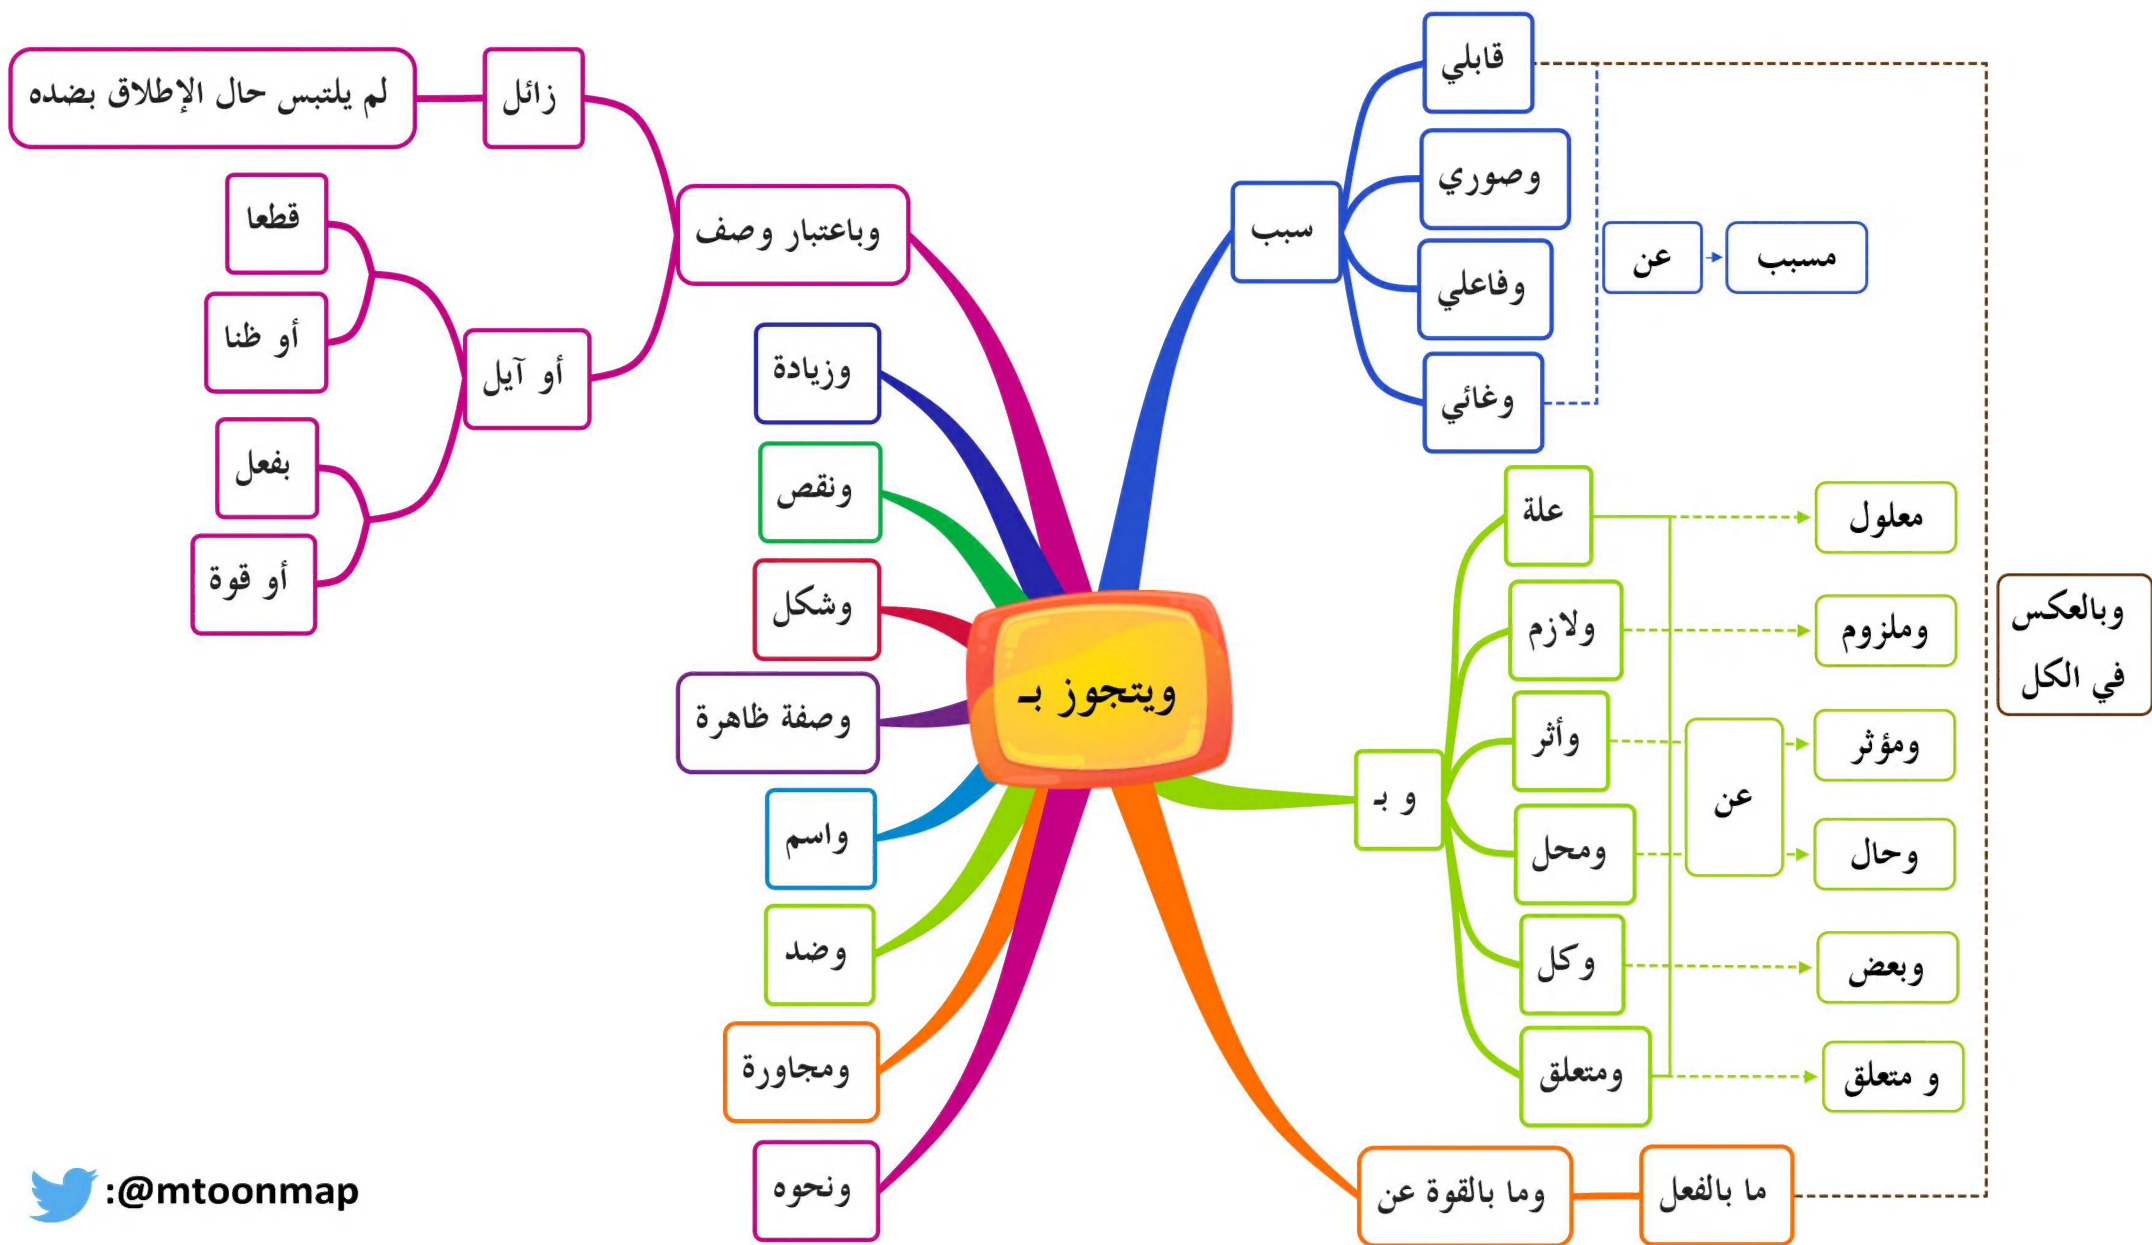 ويتجوز بـ
سبب
قابلي
وصوري
وفاعلي
وغائي
عن
مسبب
و بـ
علة
ولازم
وأثر
ومحل
وكل
ومتعلق
عن
معلول
وملزوم
ومؤثر
وحال
وبعض
و متعلق
وما بالقوة عن
ما بالفعل
وبالعكس
في الكل
وباعتبار وصف
زائل
لم يلتبس حال الإطلاق بضده
أو آيل
قطعا
أو ظنا
بفعل
أو قوة
وزيادة
ونقص
وشكل
وصفة ظاهرة
واسم
وضد
ومجاورة
ونحوه
:@mtoonmap